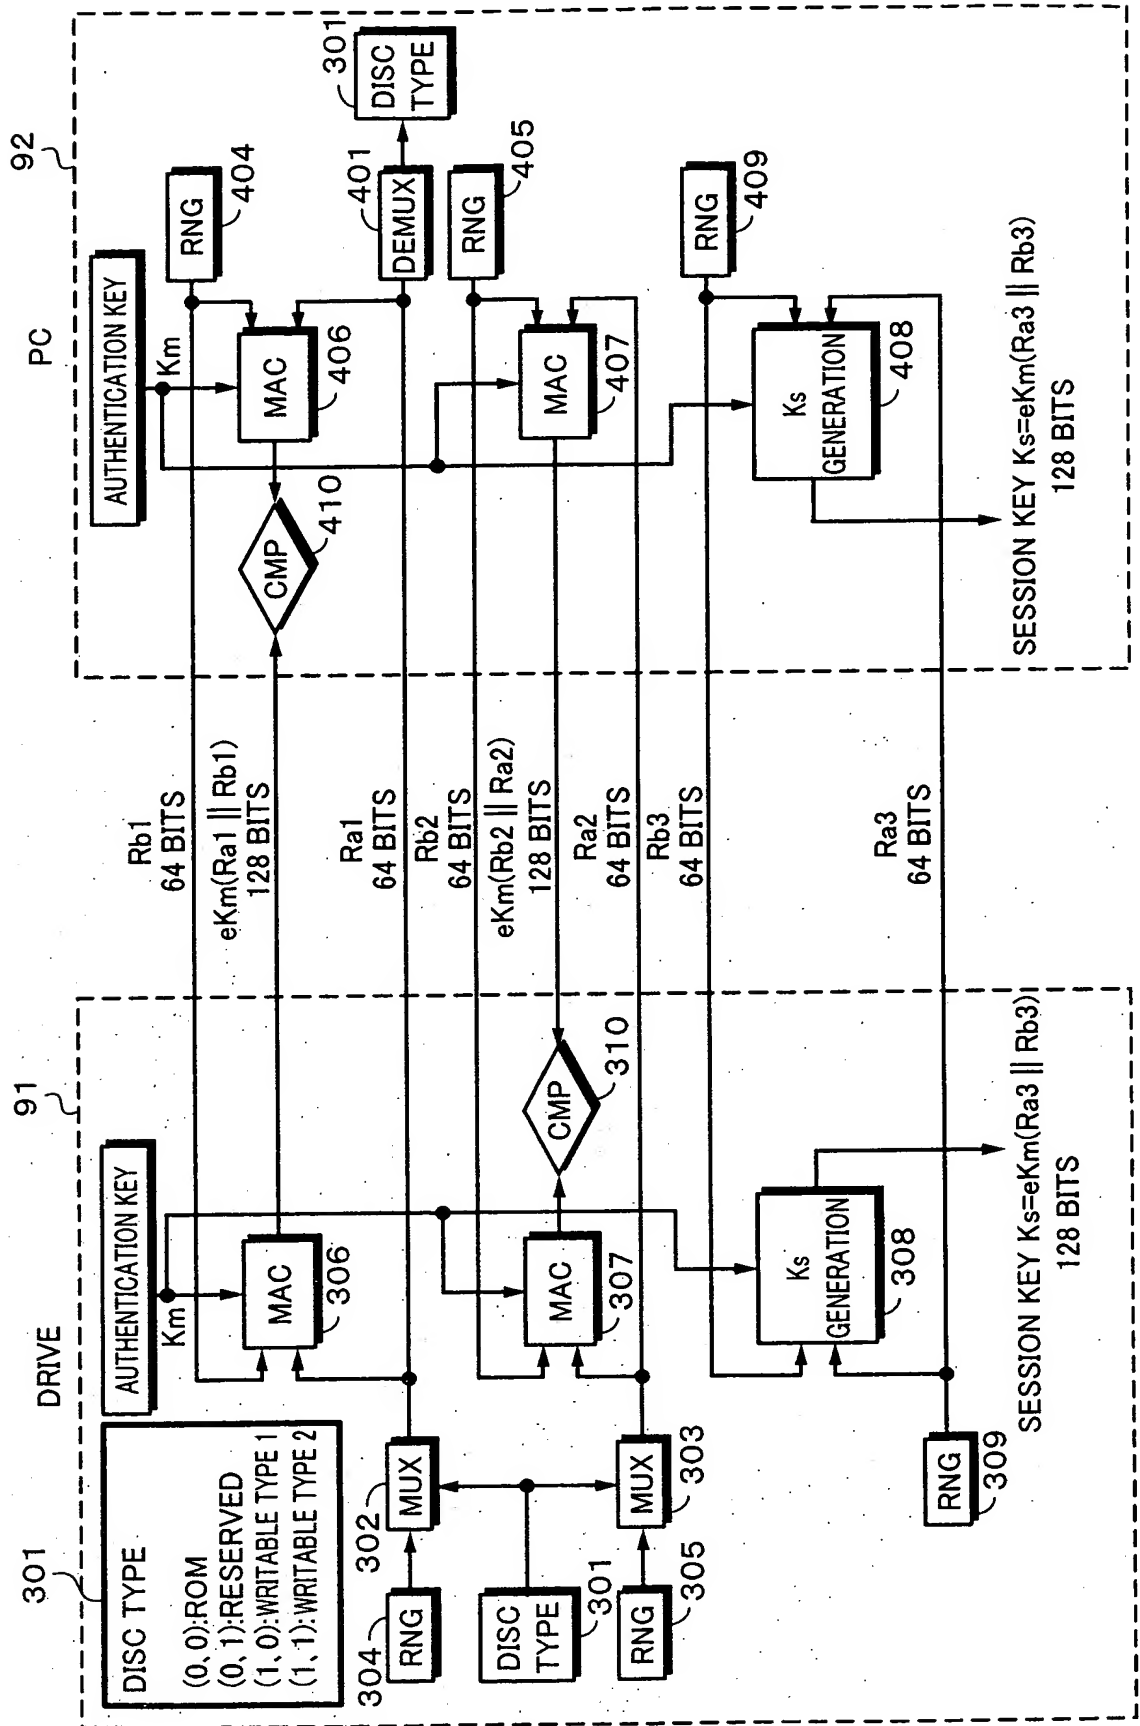 DRIVE
91
301
DISC TYPE
(0, 0):ROM
(0, 1):RESERVED
(1, 0):WRITABLE TYPE 1
(1, 1):WRITABLE TYPE 2
AUTHENTICATION KEY
Km
304
RNG
302
MUX
DISC
TYPE
301
RNG
305
MUX
303
MAC
306
MAC
307
CMP
310
Ks
GENERATION
308
RNG
309
SESSION KEY Ks=eKm(Ra3 || Rb3)
128 BITS
Rb1
64 BITS
eKm(Ra1 || Rb1)
128 BITS
Ra1
64 BITS
Rb2
64 BITS
eKm(Rb2 || Ra2)
128 BITS
Ra2
64 BITS
Rb3
64 BITS
Ra3
64 BITS
PC
92
AUTHENTICATION KEY
Km
RNG
404
MAC
406
CMP
410
DEMUX
401
DISC
TYPE
301
RNG
405
MAC
407
RNG
409
Ks
GENERATION
408
SESSION KEY Ks=eKm(Ra3 || Rb3)
128 BITS